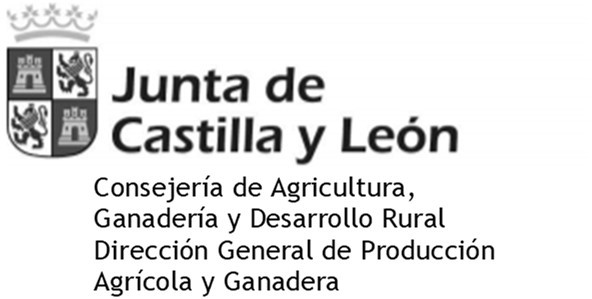 Junta de
Castilla y León
Consejería de Agricultura,
Ganadería y Desarrollo Rural
Dirección General de Producción
Agrícola y Ganadera